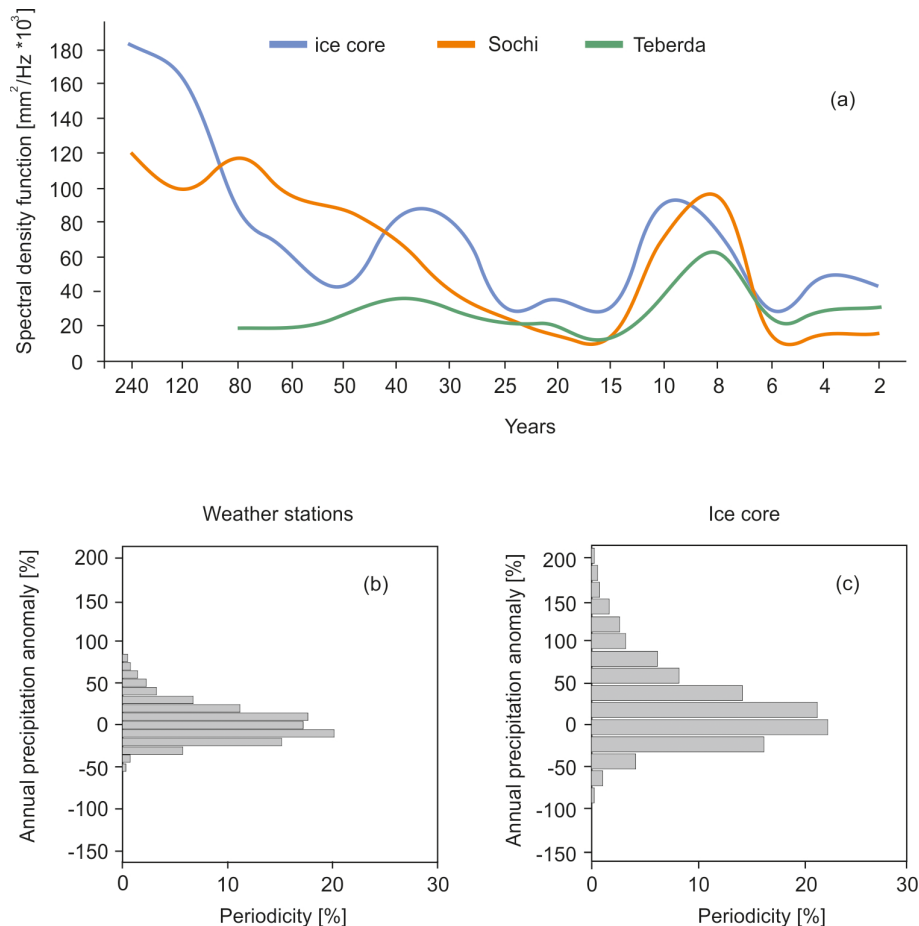 Spectral density function [mm²/Hz *10³]
180
160
140
120
100
80
60
40
20
0
ice core Sochi Teberda
(a)
240 120 80 60 50 40 30 25 20 15 10 8 6 4 2
Years
Weather stations
Annual precipitation anomaly [%]
200
150
100
50
0
-50
-100
-150
(b)
0 10 20 30
Periodicity [%]
Ice core
Annual precipitation anomaly [%]
200
150
100
50
0
-50
-100
-150
(c)
0 10 20 30
Periodicity [%]